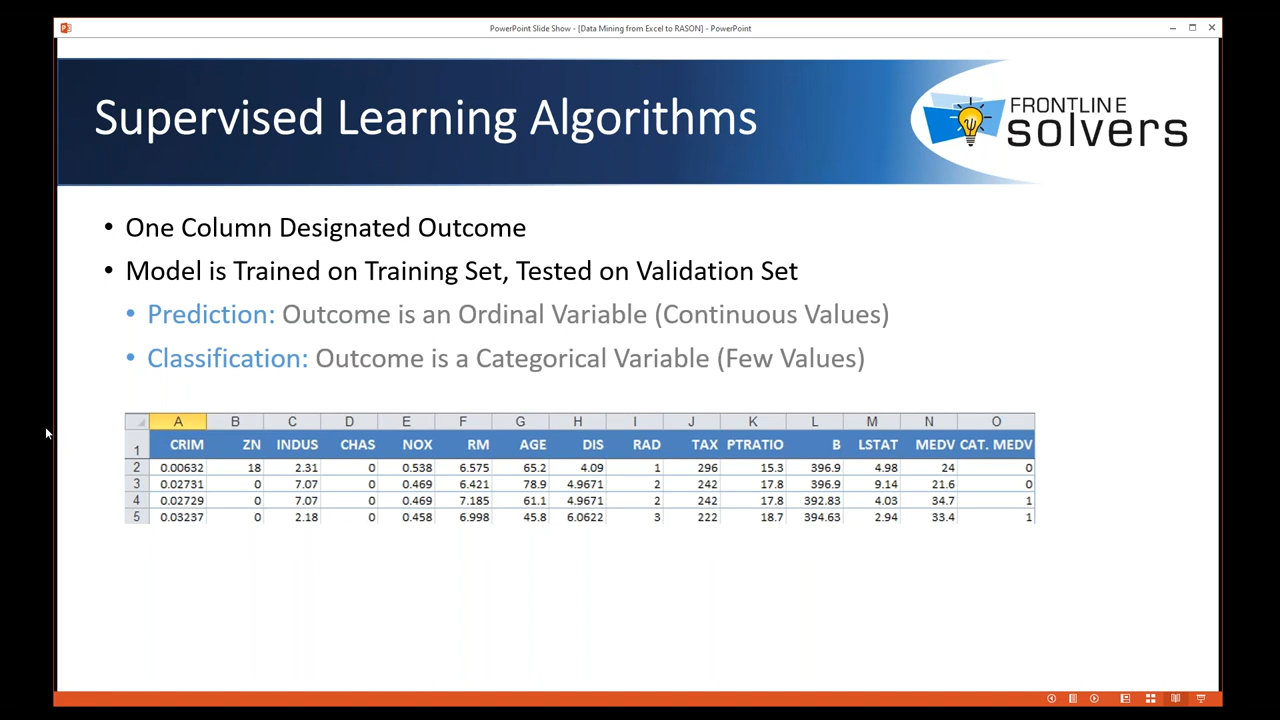 PowerPoint Slide Show - [Data Mining from Excel to RASON] - PowerPoint
Supervised Learning Algorithms
FRONTLINE
solvers
• One Column Designated Outcome
• Model is Trained on Training Set, Tested on Validation Set
• Prediction: Outcome is an Ordinal Variable (Continuous Values)
• Classification: Outcome is a Categorical Variable (Few Values)
A B C D E F G H I J K L M N O
1 CRIM ZN INDUS CHAS NOX RM AGE DIS RAD TAX PTRATIO B LSTAT MEDV CAT. MEDV
2 0.00632 18 2.31 0 0.538 6.575 65.2 4.09 1 296 15.3 396.9 4.98 24 0
3 0.02731 0 7.07 0 0.469 6.421 78.9 4.9671 2 242 17.8 396.9 9.14 21.6 0
4 0.02729 0 7.07 0 0.469 7.185 61.1 4.9671 2 242 17.8 392.83 4.03 34.7 1
5 0.03237 0 2.18 0 0.458 6.998 45.8 6.0622 3 222 18.7 394.63 2.94 33.4 1